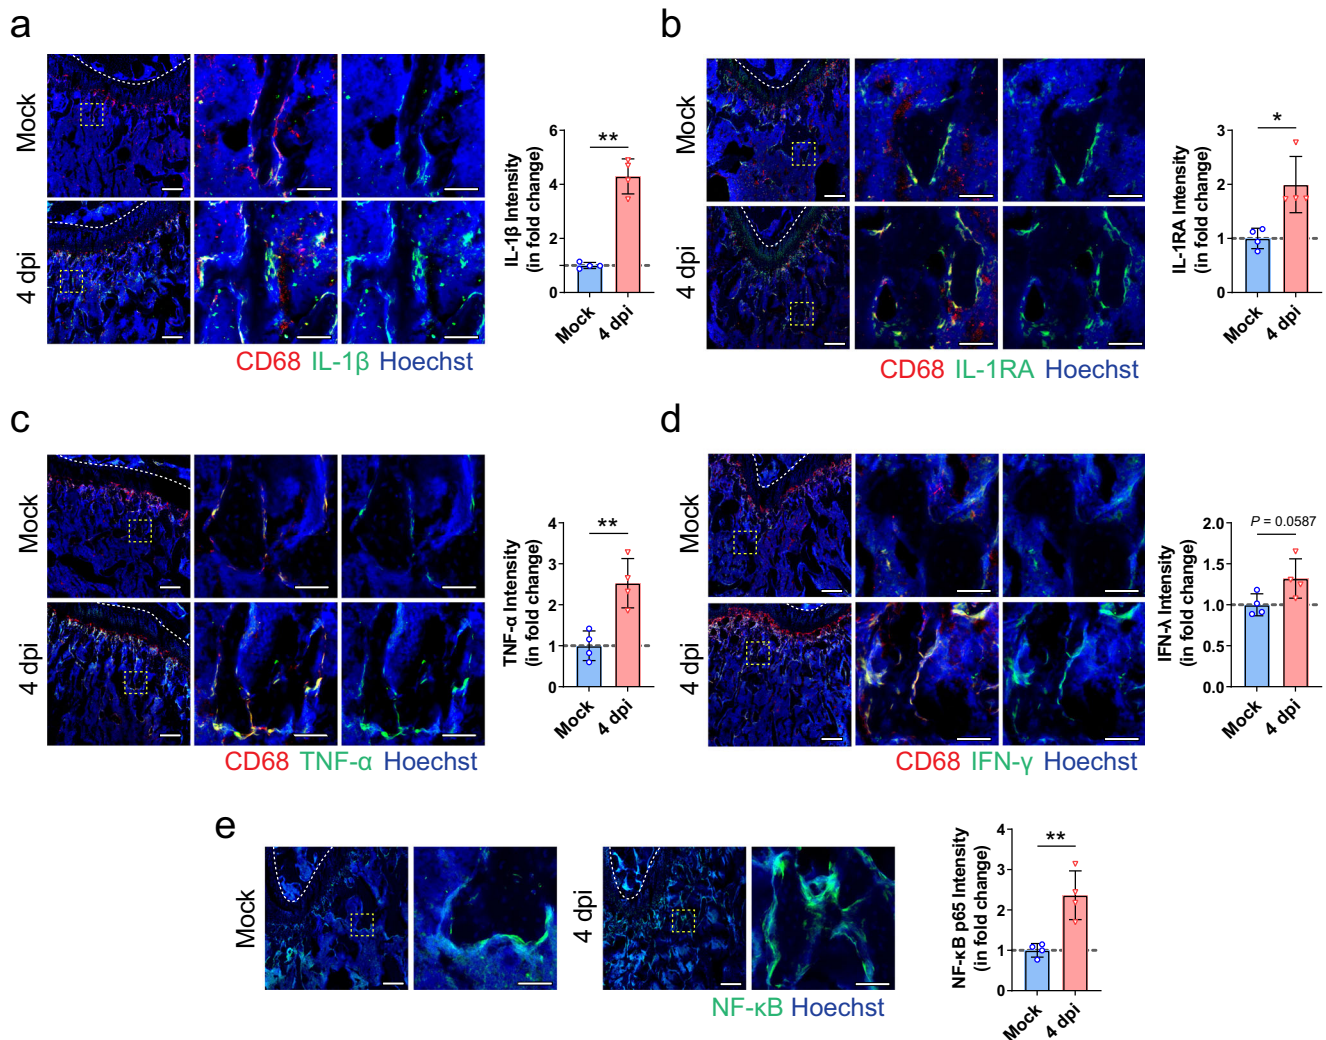 a
Mock
4 dpi
CD68 IL-1β Hoechst
IL-1β Intensity
(in fold change)
6
4
2
0
**
Mock
4 dpi
b
Mock
4 dpi
CD68 IL-1RA Hoechst
IL-1RA Intensity
(in fold change)
3
2
1
0
*
Mock
4 dpi
c
Mock
4 dpi
CD68 TNF-α Hoechst
TNF-α Intensity
(in fold change)
4
3
2
1
0
**
Mock
4 dpi
d
Mock
4 dpi
CD68 IFN-γ Hoechst
IFN-λ Intensity
(in fold change)
2.0
1.5
1.0
0.5
0.0
P = 0.0587
Mock
4 dpi
e
Mock
4 dpi
NF-κB Hoechst
NF-κB p65 Intensity
(in fold change)
4
3
2
1
0
**
Mock
4 dpi